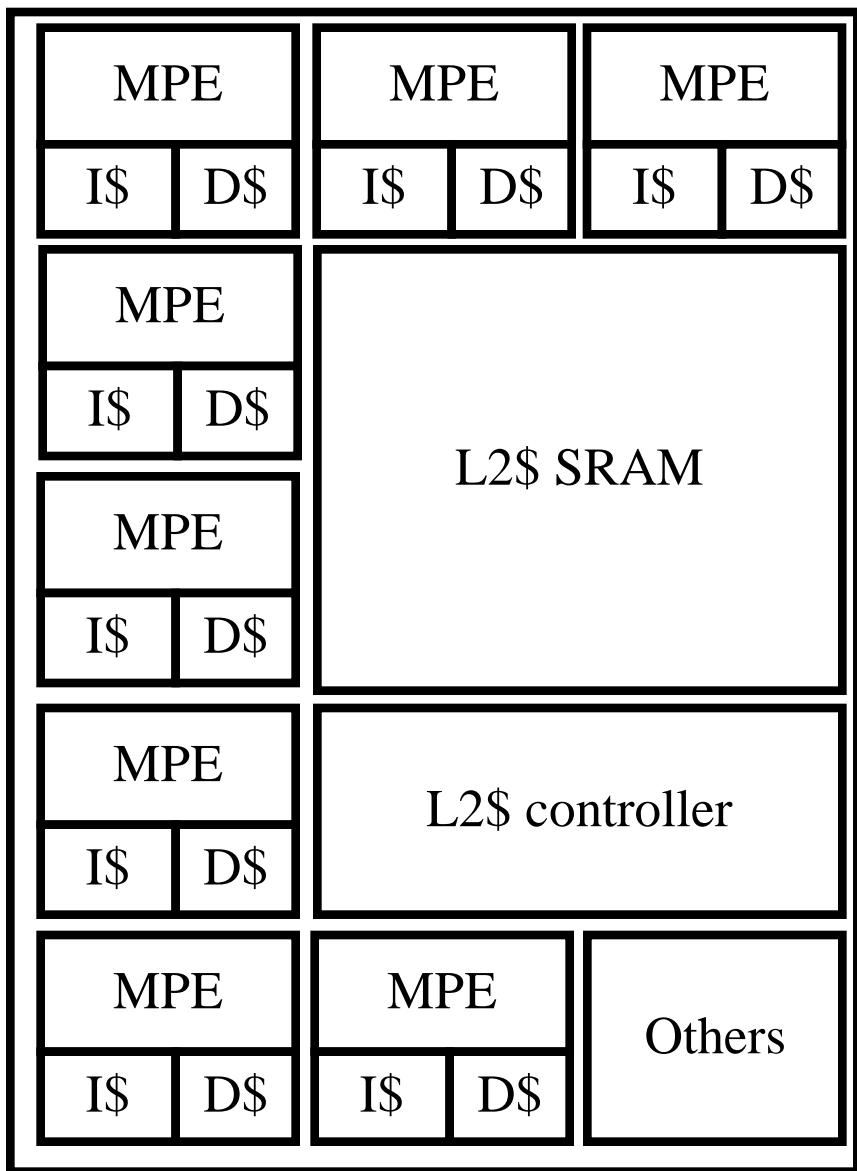 MPE MPE MPE
I$ D$ I$ D$ I$ D$
MPE
I$ D$
L2$ SRAM
MPE
I$ D$
MPE
L2$ controller
I$ D$
MPE MPE
Others
I$ D$ I$ D$